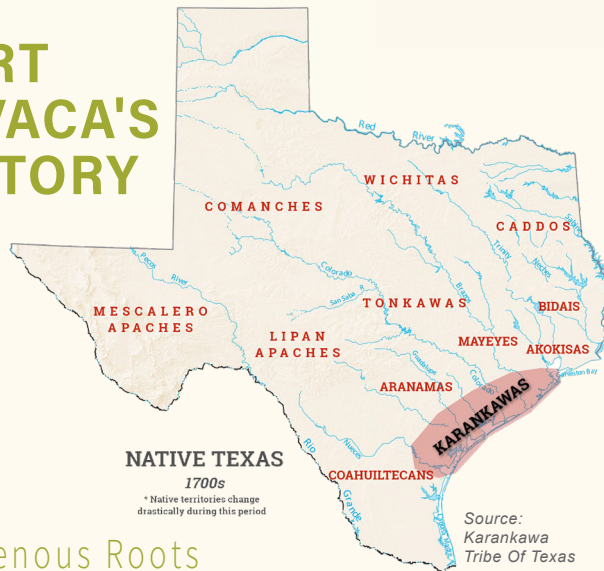 RT
VACA'S
TORY
Red River
WICHITAS
COMANCHES
CADDOS
Sabine
Trinity
Neches
Pecos River
Colorado
San Saba R
Brazos
TONKAWAS
BIDAIS
MESCALERO
APACHES
LIPAN
APACHES
MAYEYES
AKOKISAS
Guadalupe
Colorado
Galveston Bay
ARANAMAS
KARANKAWAS
Rio Grande
Nueces
NATIVE TEXAS
1700s
* Native territories change
drastically during this period
COAHUILTECANS
Source:
Karankawa
Tribe Of Texas
enous Roots